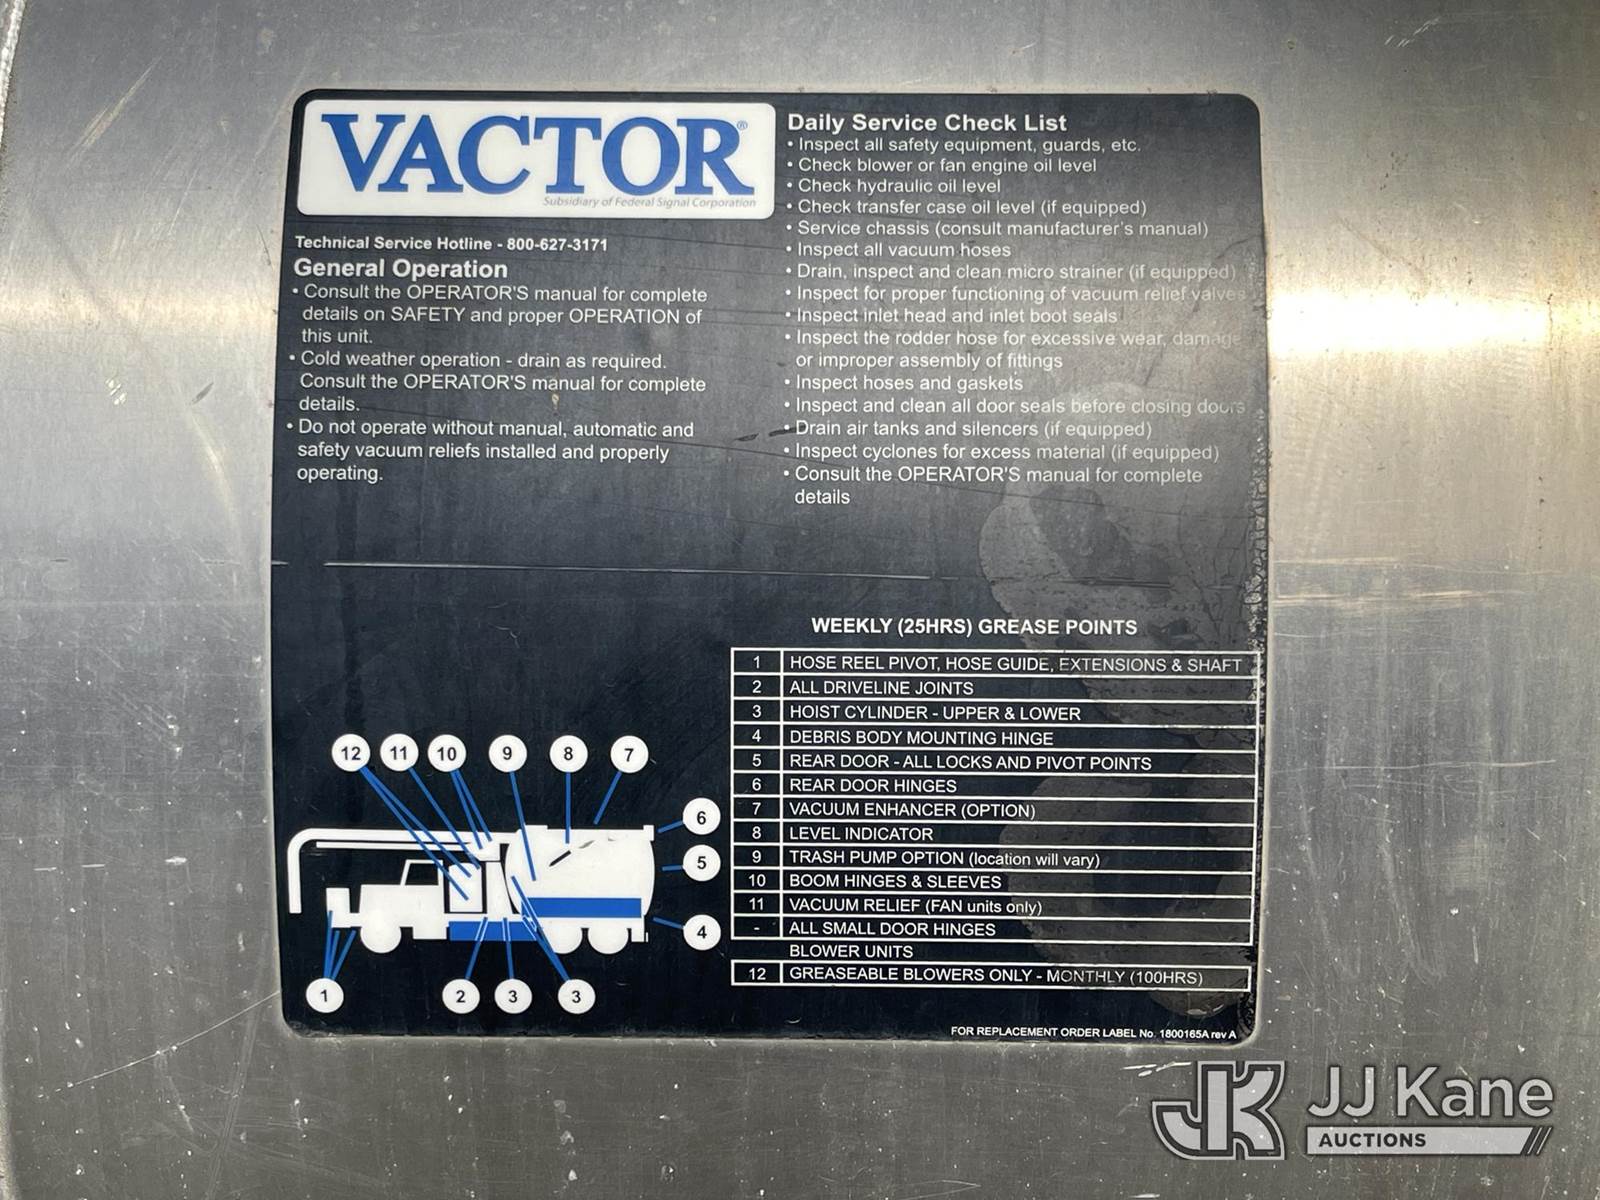 VACTOR®
Subsidiary of Federal Signal Corporation
Technical Service Hotline - 800-627-3171
General Operation
• Consult the OPERATOR'S manual for complete
details on SAFETY and proper OPERATION of
this unit.
• Cold weather operation - drain as required.
Consult the OPERATOR'S manual for complete
details.
• Do not operate without manual, automatic and
safety vacuum reliefs installed and properly
operating.
Daily Service Check List
• Inspect all safety equipment, guards, etc.
• Check blower or fan engine oil level
• Check hydraulic oil level
• Check transfer case oil level (if equipped)
• Service chassis (consult manufacturer's manual)
• Inspect all vacuum hoses
• Drain, inspect and clean micro strainer (if equipped)
• Inspect for proper functioning of vacuum relief valves
• Inspect inlet head and inlet boot seals
• Inspect the rodder hose for excessive wear, damage
or improper assembly of fittings
• Inspect hoses and gaskets
• Inspect and clean all door seals before closing doors
• Drain air tanks and silencers (if equipped)
• Inspect cyclones for excess material (if equipped)
• Consult the OPERATOR'S manual for complete
details
WEEKLY (25HRS) GREASE POINTS
1 HOSE REEL PIVOT, HOSE GUIDE, EXTENSIONS & SHAFT
2 ALL DRIVELINE JOINTS
3 HOIST CYLINDER - UPPER & LOWER
4 DEBRIS BODY MOUNTING HINGE
5 REAR DOOR - ALL LOCKS AND PIVOT POINTS
6 REAR DOOR HINGES
7 VACUUM ENHANCER (OPTION)
8 LEVEL INDICATOR
9 TRASH PUMP OPTION (location will vary)
10 BOOM HINGES & SLEEVES
11 VACUUM RELIEF (FAN units only)
- ALL SMALL DOOR HINGES
BLOWER UNITS
12 GREASEABLE BLOWERS ONLY - MONTHLY (100HRS)
12 11 10 9 8 7
6
5
4
1 2 3 3
FOR REPLACEMENT ORDER LABEL No. 1800165A rev A
JK JJ Kane
AUCTIONS